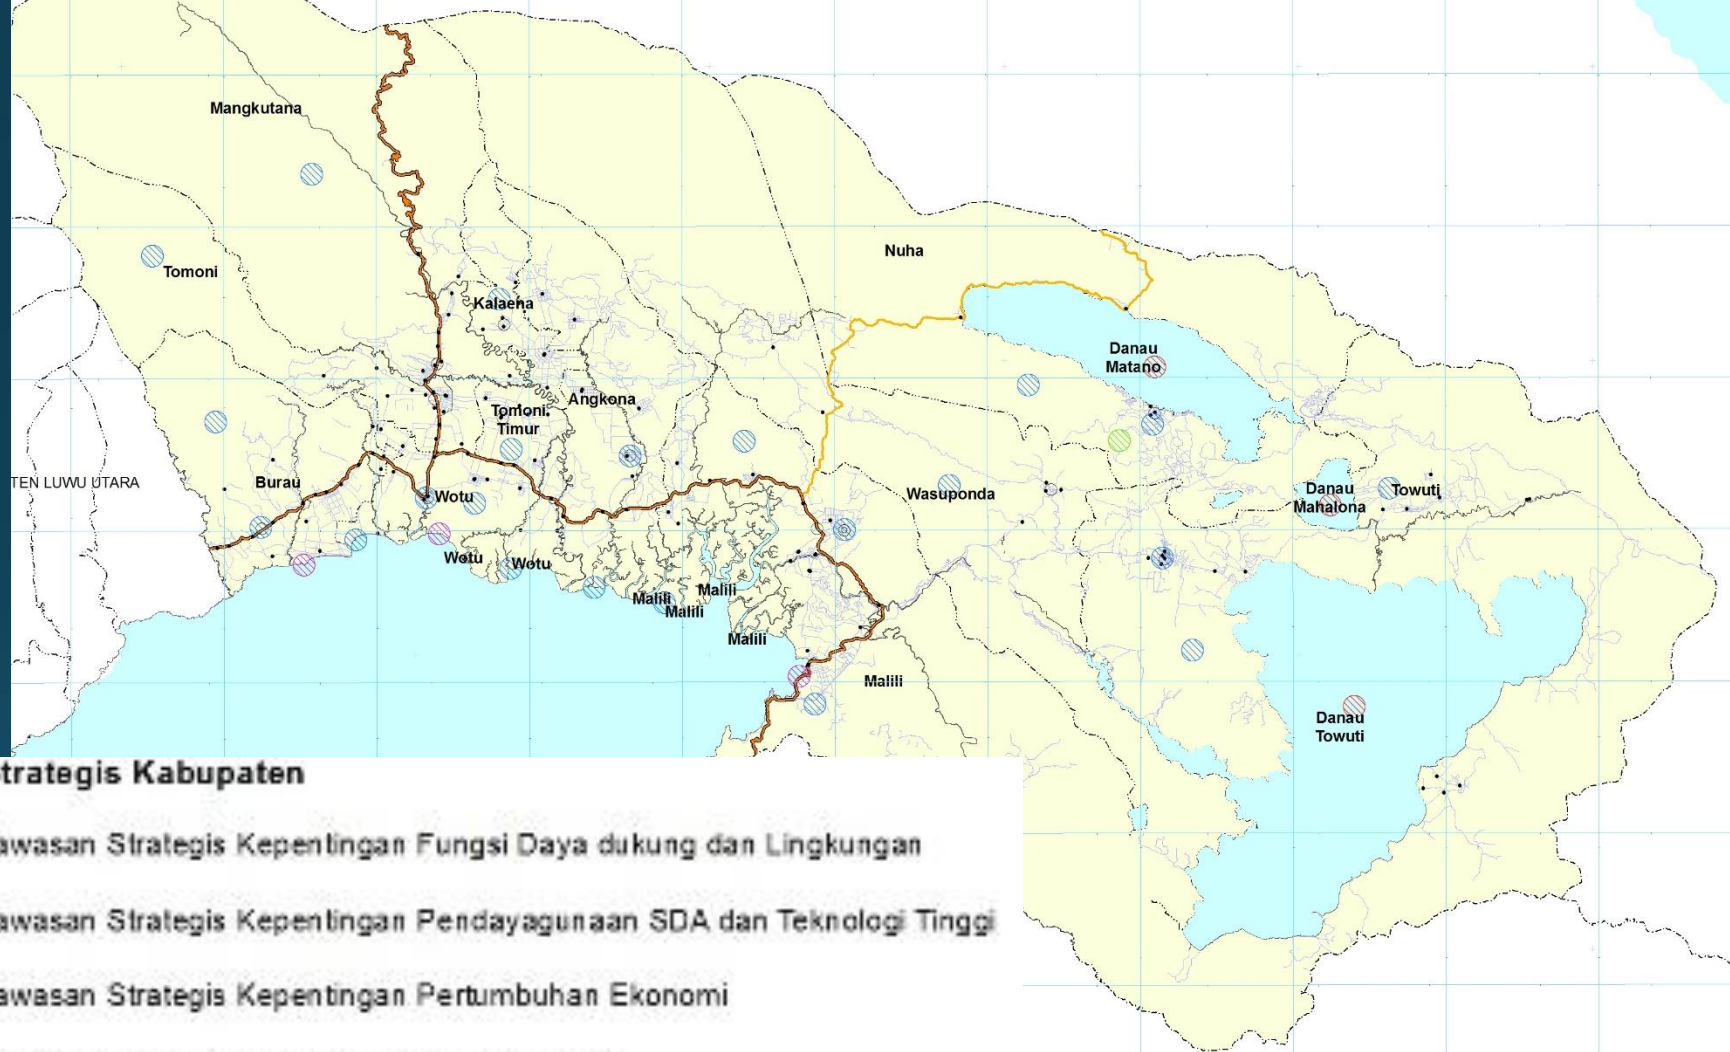 Mangkutana
Nuha
Tomoni
Kalaena
Danau
Matano
Angkona
Tomoni
Timur
TEN LUWU UTARA
Burau
Wotu
Wasuponda
Danau
Mahalona
Towuti
Wotu
Wotu
Malili
Malili
Malili
Malili
Malili
Danau
Towuti
trategis Kabupaten
awasan Strategis Kepentingan Fungsi Daya dukung dan Lingkungan
awasan Strategis Kepentingan Pendayagunaan SDA dan Teknologi Tinggi
awasan Strategis Kepentingan Pertumbuhan Ekonomi